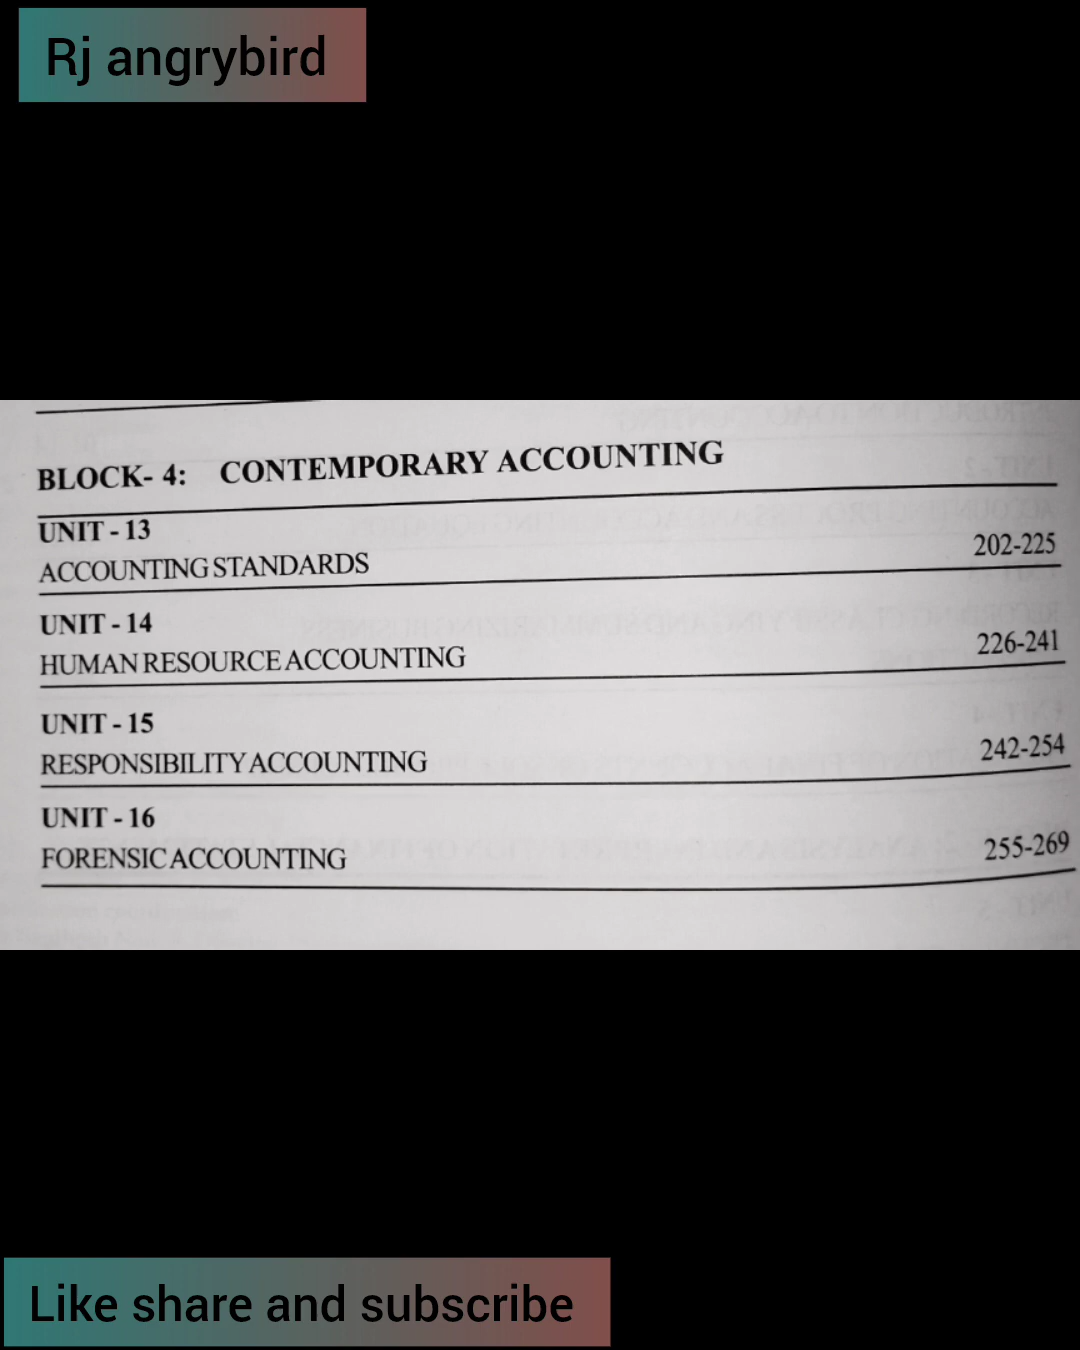 Rj angrybird
BLOCK- 4: CONTEMPORARY ACCOUNTING
UNIT - 13
ACCOUNTING STANDARDS 202-225
UNIT - 14
HUMAN RESOURCE ACCOUNTING 226-241
UNIT - 15
RESPONSIBILITY ACCOUNTING 242-254
UNIT - 16
FORENSIC ACCOUNTING 255-269
Like share and subscribe